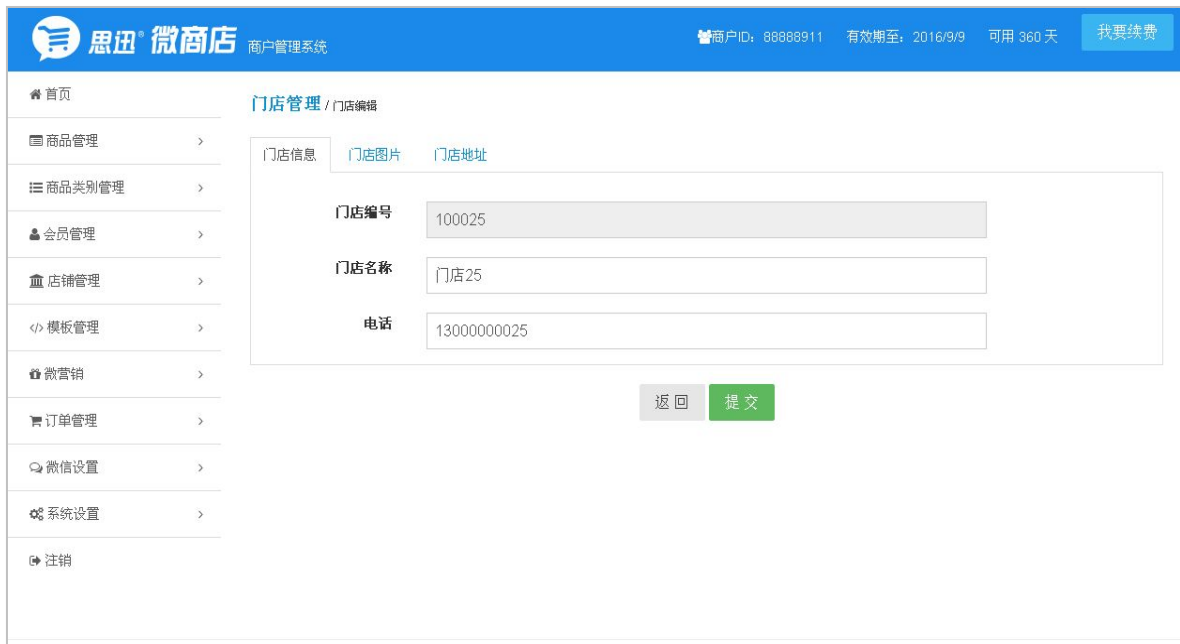 思迅® 微商店 商户管理系统 商户ID：88888911 有效期至：2016/9/9 可用 360 天 我要续费
首页
商品管理
商品类别管理
会员管理
店铺管理
模板管理
微营销
订单管理
微信设置
系统设置
注销
门店管理 / 门店编辑
门店信息 门店图片 门店地址
门店编号 100025
门店名称 门店25
电话 13000000025
返回 提交